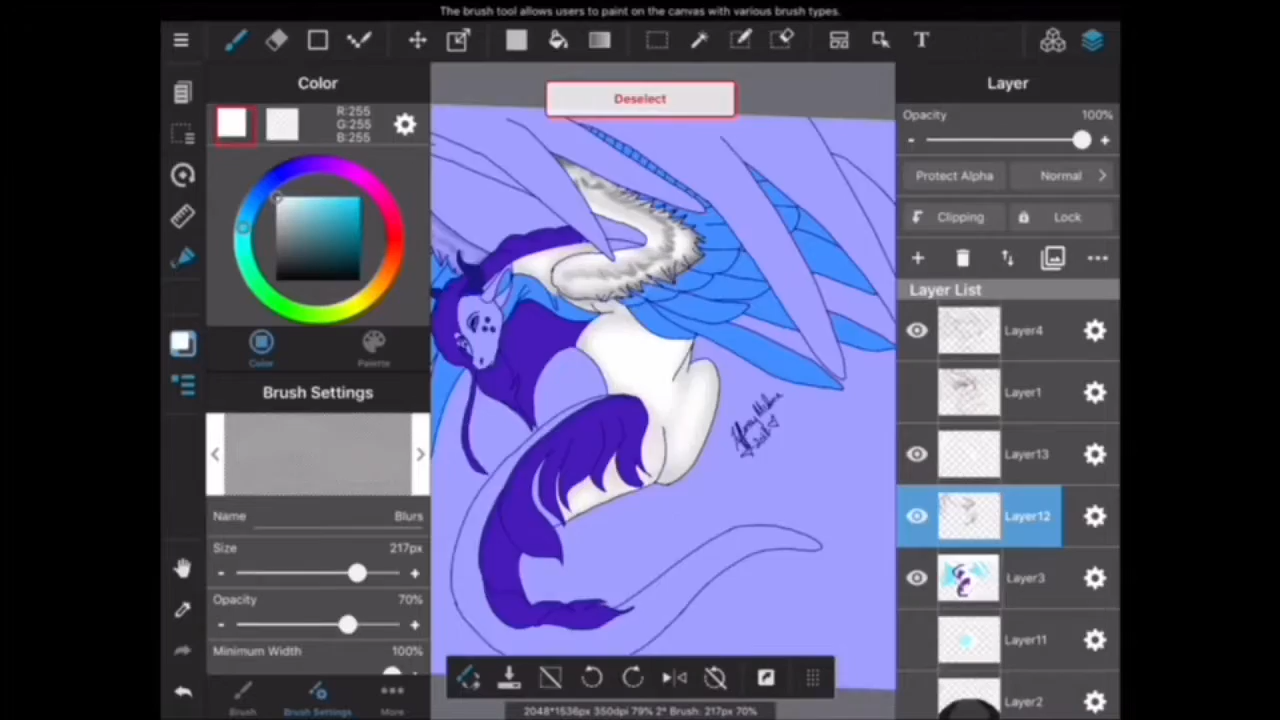 The brush tool allows users to paint on the canvas with various brush types.
T
Color
Deselect
Layer
R:255
G:255
B:255
Opacity 100%
- +
Protect Alpha Normal
Clipping Lock
Layer List
Layer4
Color Palette
Layer1
Brush Settings
Layer13
Name Blurs
Layer12
Size 217px
- +
Layer3
Opacity 70%
- +
Layer11
Minimum Width 100%
Brush Brush Settings More
Layer2
2048*1536px 350dpi 79% 2° Brush: 217px 70%